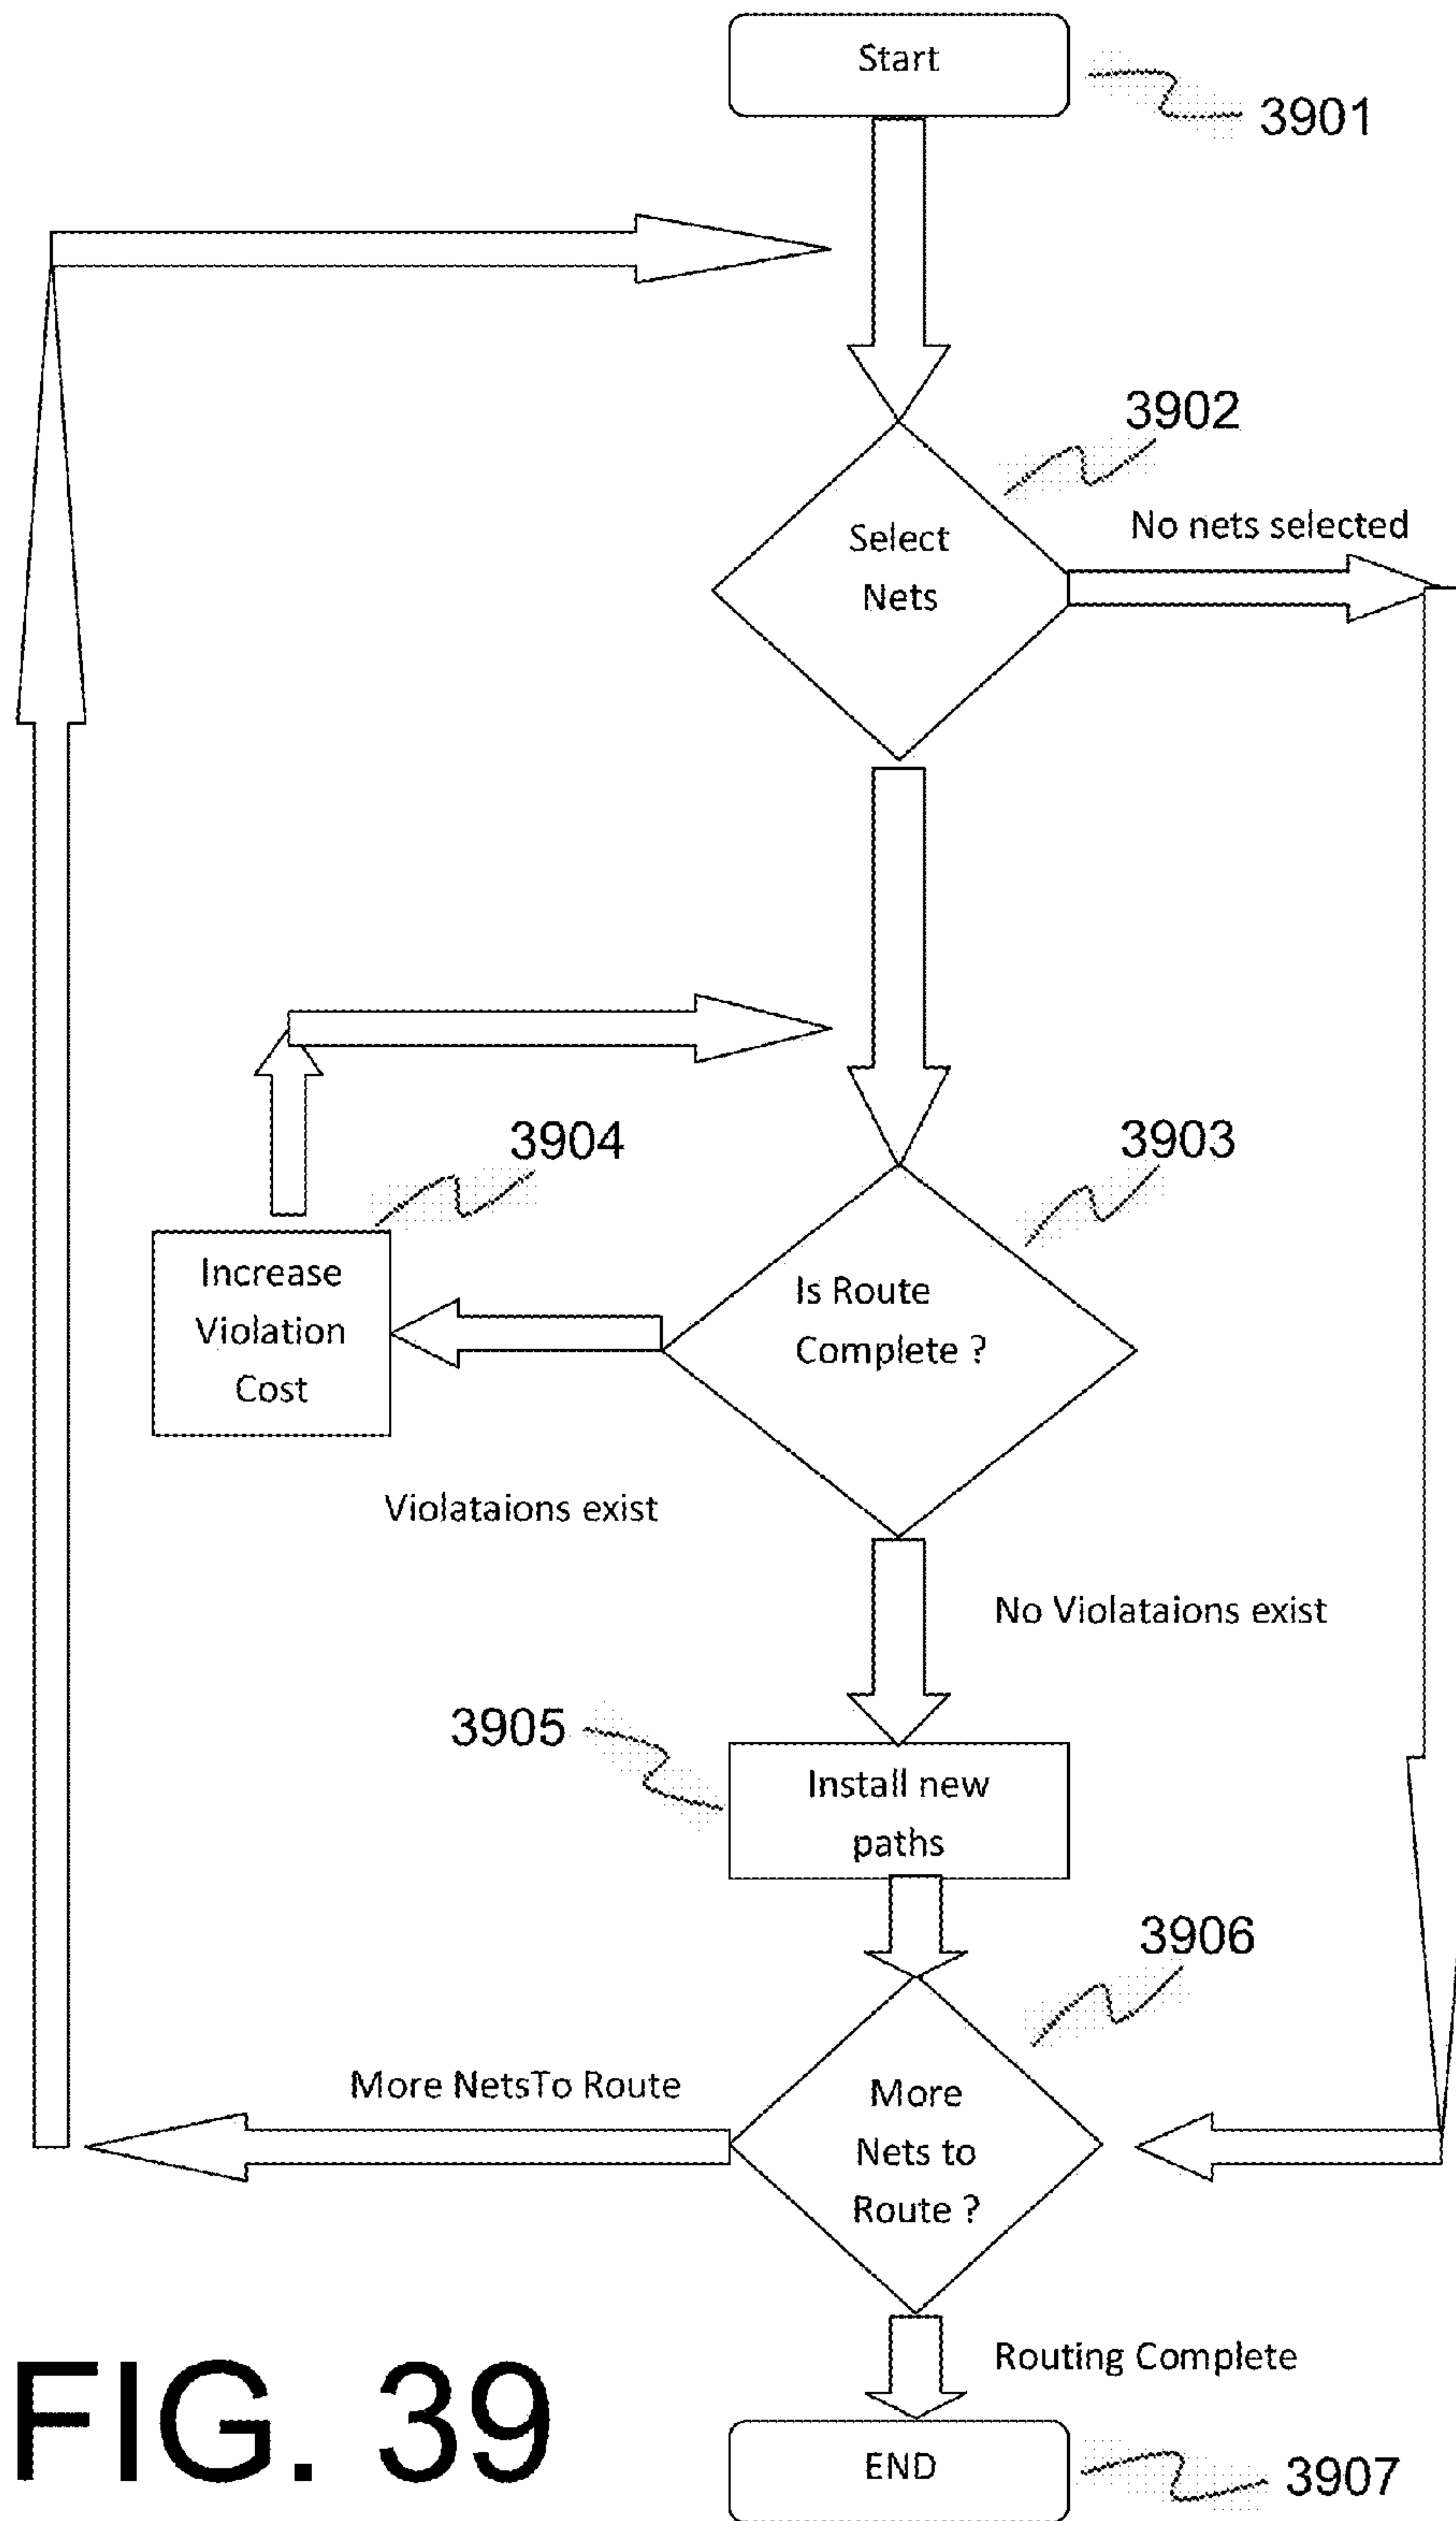 Start
3901
3902
Select
Nets
No nets selected
3904
3903
Increase
Violation
Cost
Is Route
Complete ?
Violataions exist
No Violataions exist
3905
Install new
paths
3906
More NetsTo Route
More
Nets to
Route ?
Routing Complete
FIG. 39
END
3907